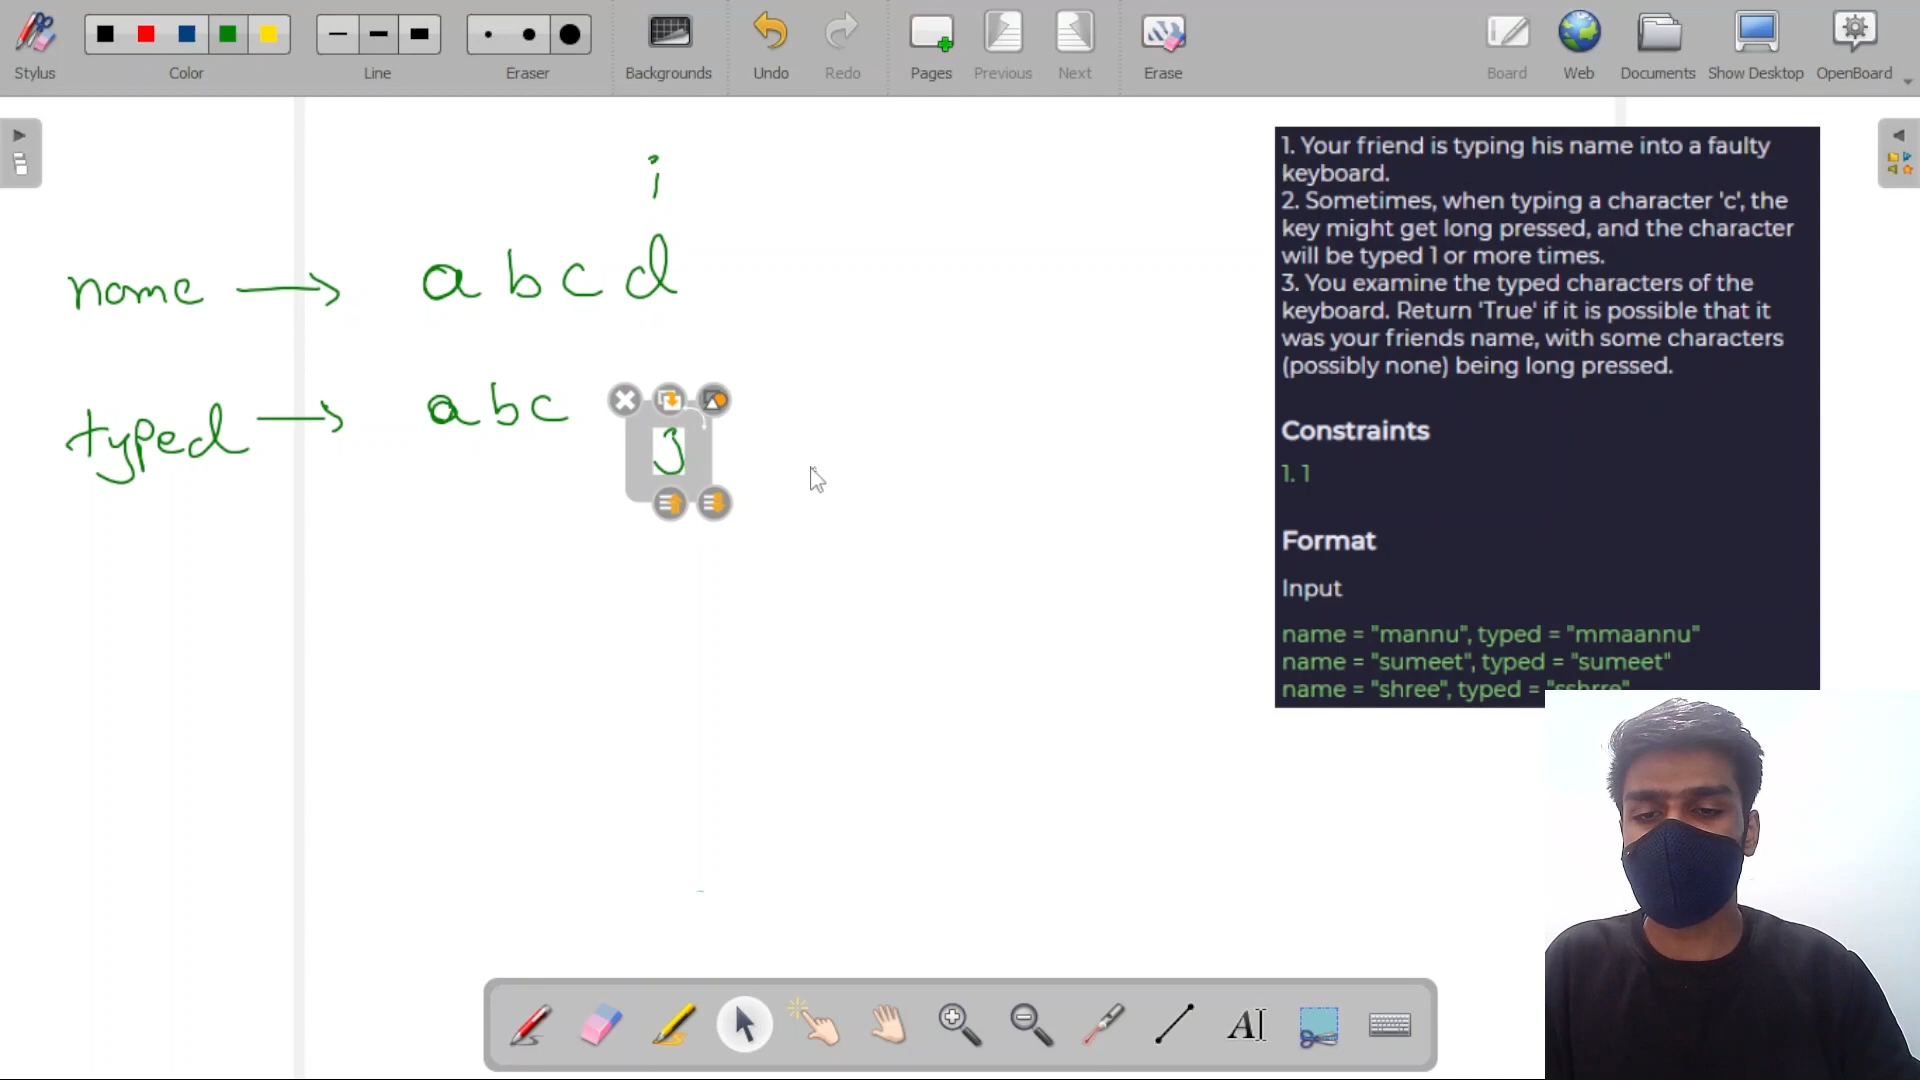 Stylus
Color
Line
Eraser
Backgrounds
Undo
Redo
Pages
Previous
Next
Erase
Board
Web
Documents
Show Desktop
OpenBoard
i
name → a b c d
typed → a b c
j
1. Your friend is typing his name into a faulty
keyboard.
2. Sometimes, when typing a character 'c', the
key might get long pressed, and the character
will be typed 1 or more times.
3. You examine the typed characters of the
keyboard. Return 'True' if it is possible that it
was your friends name, with some characters
(possibly none) being long pressed.
Constraints
1. 1
Format
Input
name = "mannu", typed = "mmaannu"
name = "sumeet", typed = "sumeet"
name = "shree", typed = "sshrre"
AI